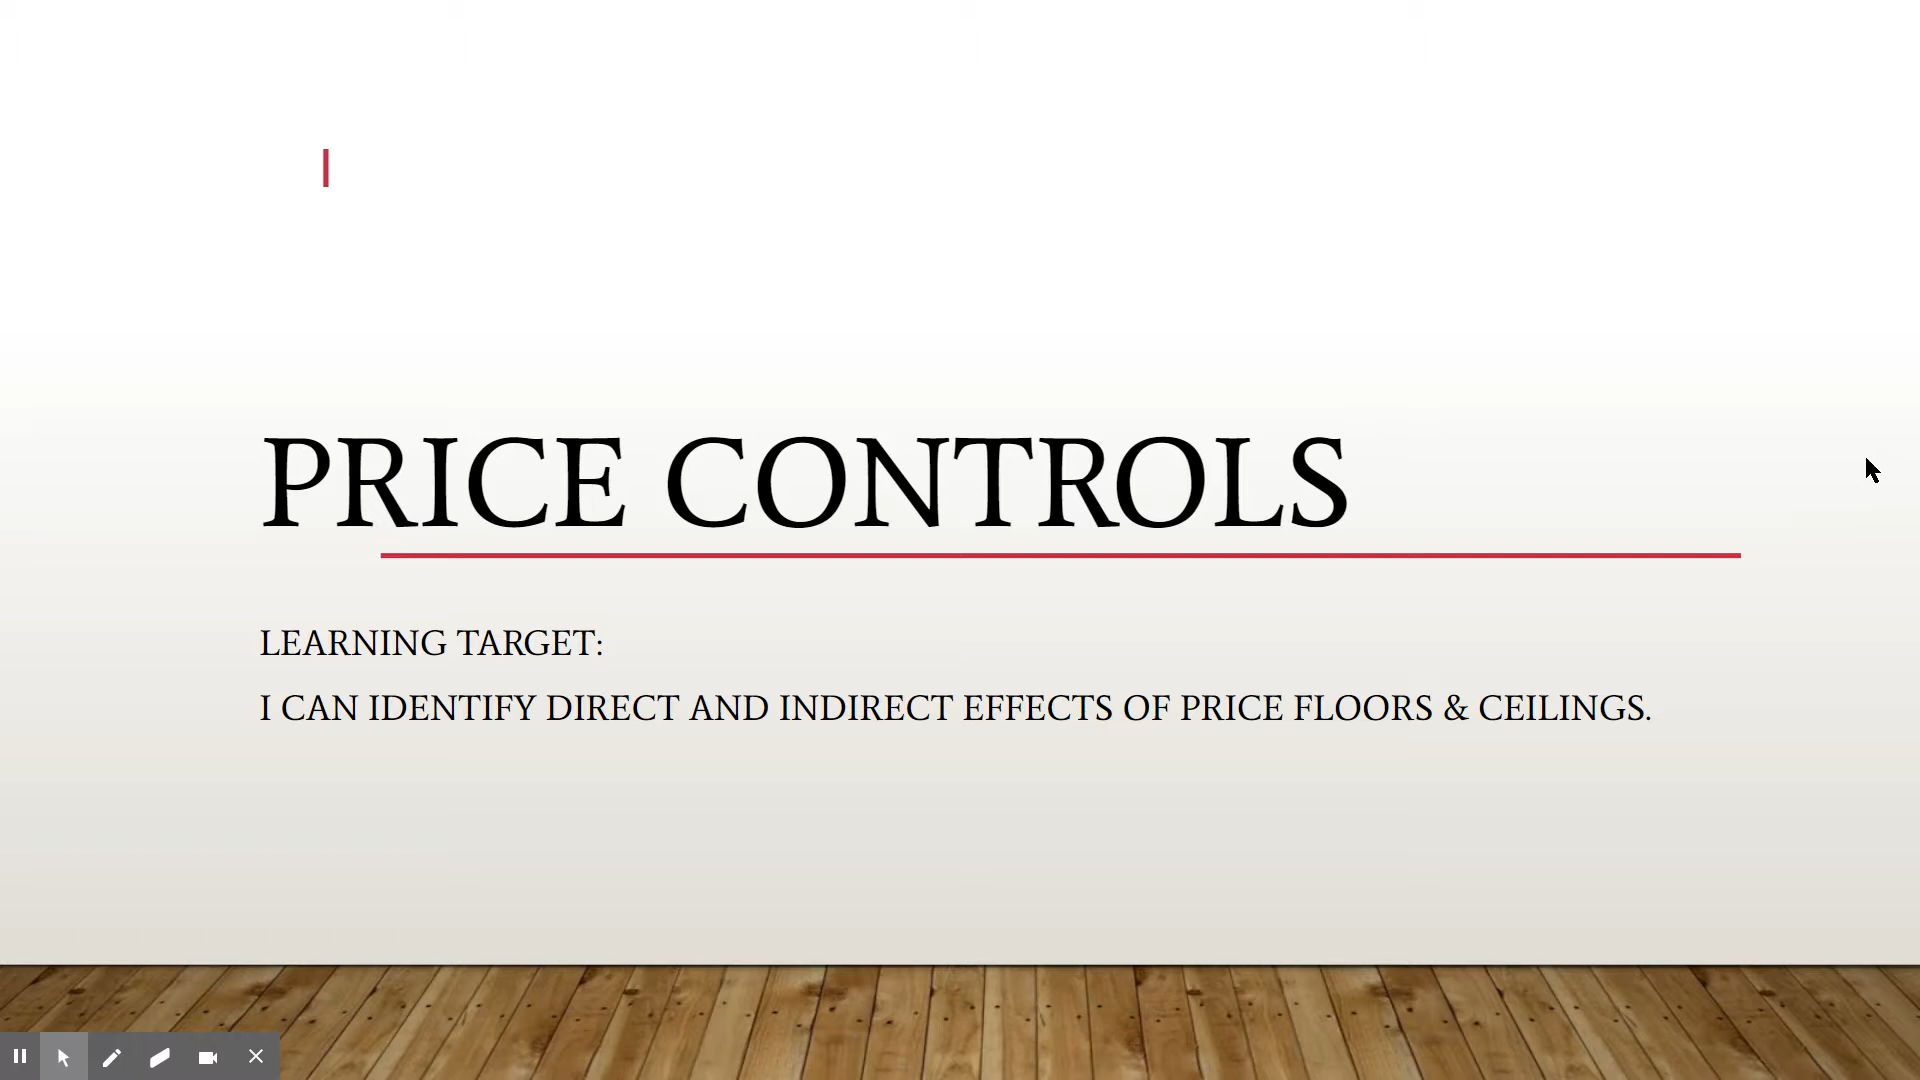 PRICE CONTROLS
LEARNING TARGET:
I CAN IDENTIFY DIRECT AND INDIRECT EFFECTS OF PRICE FLOORS & CEILINGS.